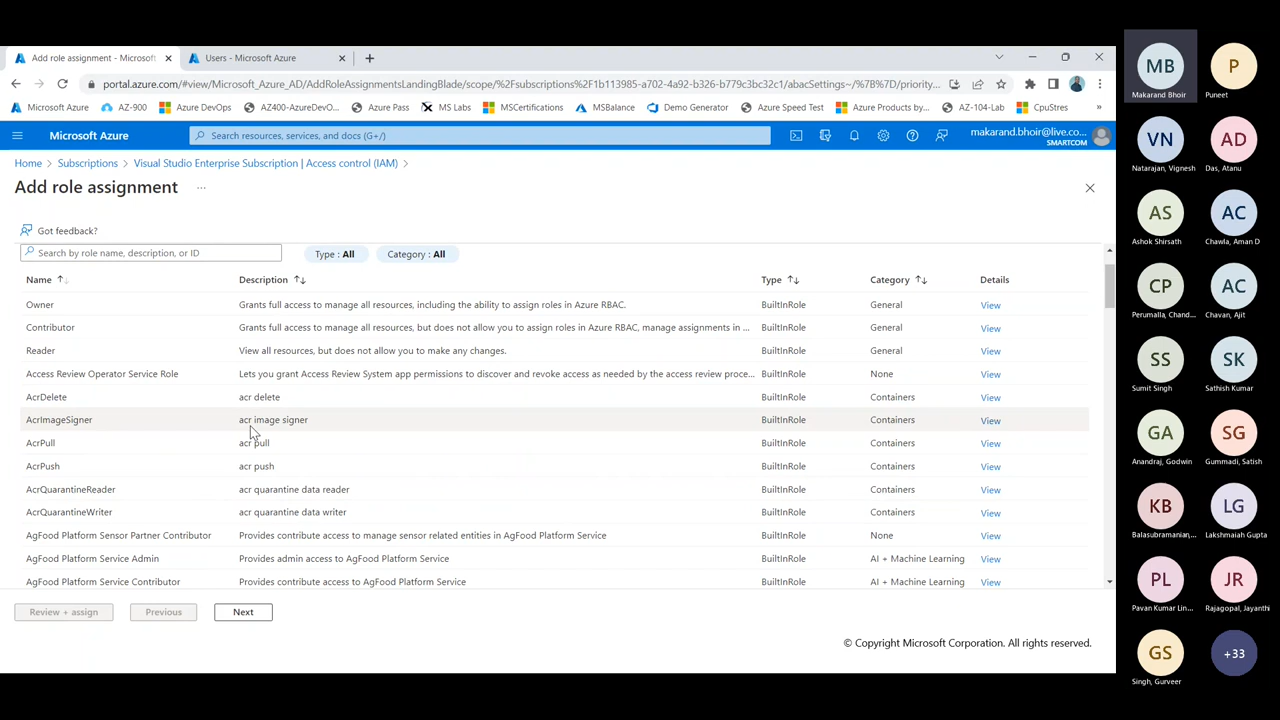 Add role assignment - Microsoft
Users - Microsoft Azure
portal.azure.com/#view/Microsoft_Azure_AD/AddRoleAssignmentsLandingBlade/scope/%2Fsubscriptions%2F1b113985-a702-4a92-b326-b779c3bc32c1/abacSettings~/%7B%7D/priority...
Microsoft Azure
AZ-900
Azure DevOps
AZ400-AzureDevO...
Azure Pass
MS Labs
MSCertifications
MSBalance
Demo Generator
Azure Speed Test
Azure Products by...
AZ-104-Lab
CpuStres
»
Microsoft Azure
Search resources, services, and docs (G+/)
makarand.bhoir@live.co...
SMARTCOM
Home > Subscriptions > Visual Studio Enterprise Subscription | Access control (IAM) >
Add role assignment ...
Got feedback?
Search by role name, description, or ID
Type : All
Category : All
Name ↑↓ Description ↑↓ Type ↑↓ Category ↑↓ Details
Owner Grants full access to manage all resources, including the ability to assign roles in Azure RBAC. BuiltInRole General View
Contributor Grants full access to manage all resources, but does not allow you to assign roles in Azure RBAC, manage assignments in ... BuiltInRole General View
Reader View all resources, but does not allow you to make any changes. BuiltInRole General View
Access Review Operator Service Role Lets you grant Access Review System app permissions to discover and revoke access as needed by the access review proce... BuiltInRole None View
AcrDelete acr delete BuiltInRole Containers View
AcrImageSigner acr image signer BuiltInRole Containers View
AcrPull acr pull BuiltInRole Containers View
AcrPush acr push BuiltInRole Containers View
AcrQuarantineReader acr quarantine data reader BuiltInRole Containers View
AcrQuarantineWriter acr quarantine data writer BuiltInRole Containers View
AgFood Platform Sensor Partner Contributor Provides contribute access to manage sensor related entities in AgFood Platform Service BuiltInRole None View
AgFood Platform Service Admin Provides admin access to AgFood Platform Service BuiltInRole AI + Machine Learning View
AgFood Platform Service Contributor Provides contribute access to AgFood Platform Service BuiltInRole AI + Machine Learning View
Review + assign
Previous
Next
© Copyright Microsoft Corporation. All rights reserved.
MB
Makarand Bhoir
P
Puneet
VN
Natarajan, Vignesh
AD
Das, Atanu
AS
Ashok Shirsath
AC
Chawla, Aman D
CP
Perumalla, Chand...
AC
Chavan, Ajit
SS
Sumit Singh
SK
Sathish Kumar
GA
Anandraj, Godwin
SG
Gummadi, Satish
KB
Balasubramanian,...
LG
Lakshmaiah Gupta
PL
Pavan Kumar Lin...
JR
Rajagopal, Jayanthi
GS
Singh, Gurveer
+33